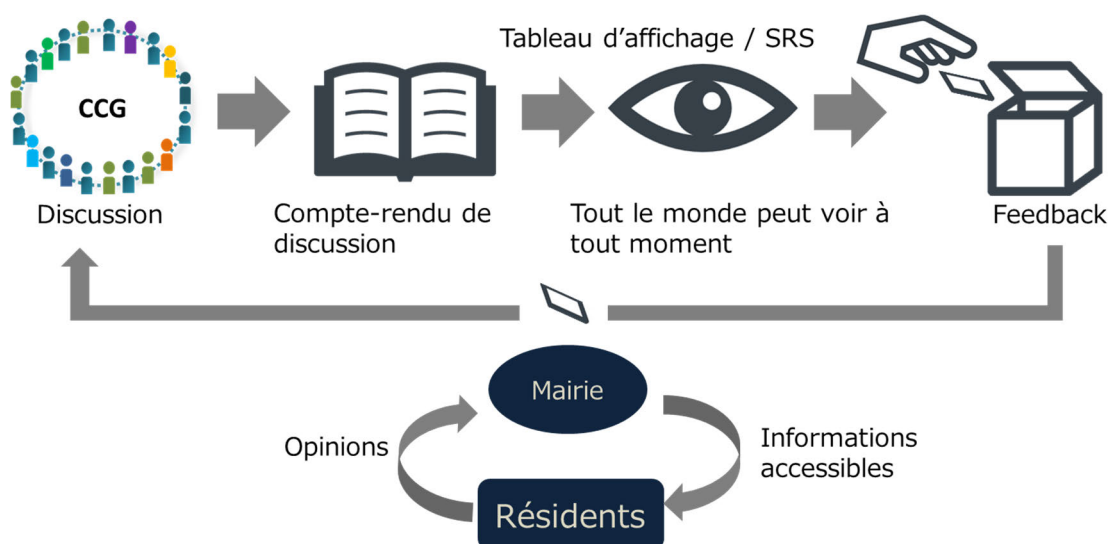 Tableau d’affichage / SRS
CCG
Discussion
Compte-rendu de
discussion
Tout le monde peut voir à
tout moment
Feedback
Mairie
Opinions
Informations
accessibles
Résidents